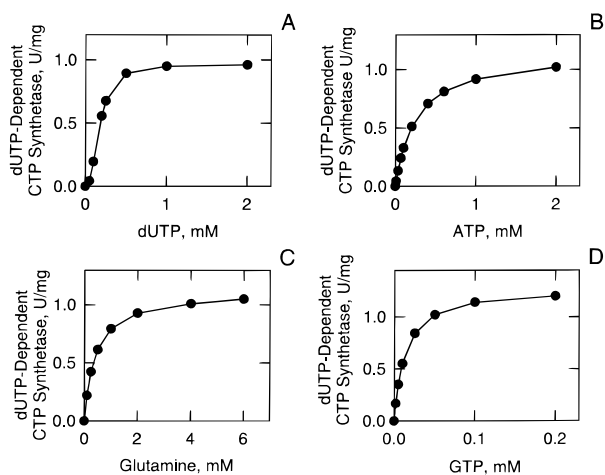 A
dUTP-Dependent
CTP Synthetase, U/mg
1.0
0.5
0.0
0
1
2
dUTP, mM
B
dUTP-Dependent
CTP Synthetase U/mg
1.0
0.5
0.0
0
1
2
ATP, mM
C
dUTP-Dependent
CTP Synthetase, U/mg
1.0
0.5
0.0
0
2
4
6
Glutamine, mM
D
dUTP-Dependent
CTP Synthetase, U/mg
1.0
0.5
0.0
0.0
0.1
0.2
GTP, mM